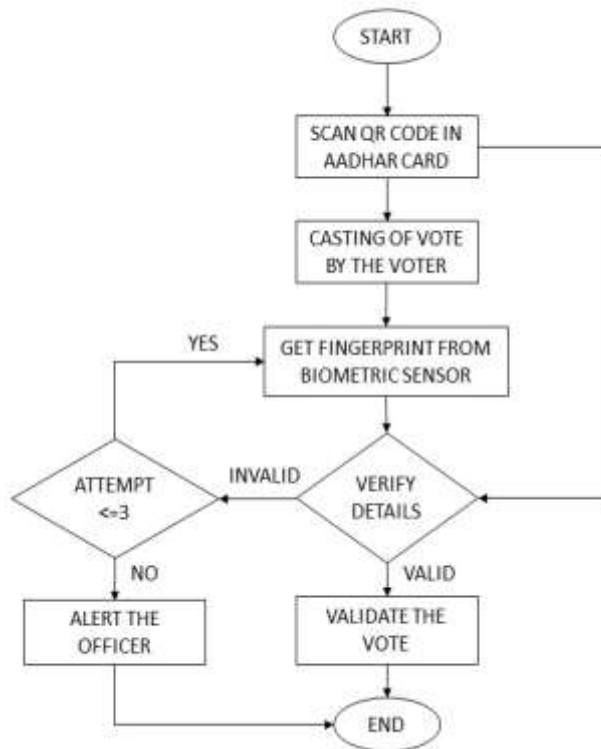 START
SCAN QR CODE IN
AADHAR CARD
CASTING OF VOTE
BY THE VOTER
YES
GET FINGERPRINT FROM
BIOMETRIC SENSOR
INVALID
ATTEMPT
<=3
VERIFY
DETAILS
NO
VALID
ALERT THE
OFFICER
VALIDATE THE
VOTE
END